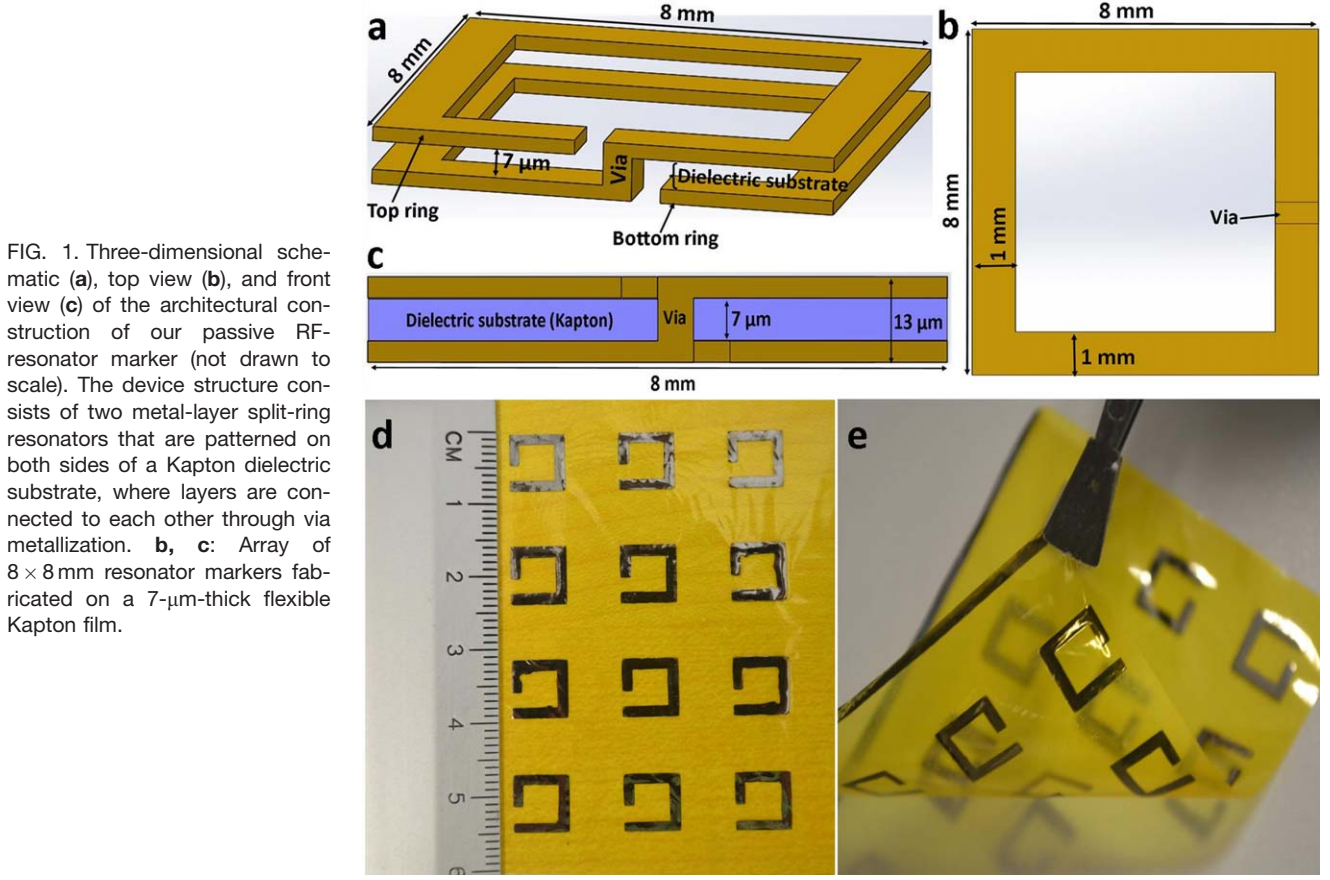 FIG. 1. Three-dimensional sche-
matic (a), top view (b), and front
view (c) of the architectural con-
struction of our passive RF-
resonator marker (not drawn to
scale). The device structure con-
sists of two metal-layer split-ring
resonators that are patterned on
both sides of a Kapton dielectric
substrate, where layers are con-
nected to each other through via
metallization. b, c: Array of
8 × 8 mm resonator markers fab-
ricated on a 7-μm-thick flexible
Kapton film.
a
8 mm
8 mm
7 μm
Via
Dielectric substrate
Top ring
Bottom ring
b
8 mm
8 mm
1 mm
Via
1 mm
c
Dielectric substrate (Kapton)
Via
7 μm
13 μm
8 mm
d
CM
1
2
3
4
5
6
e